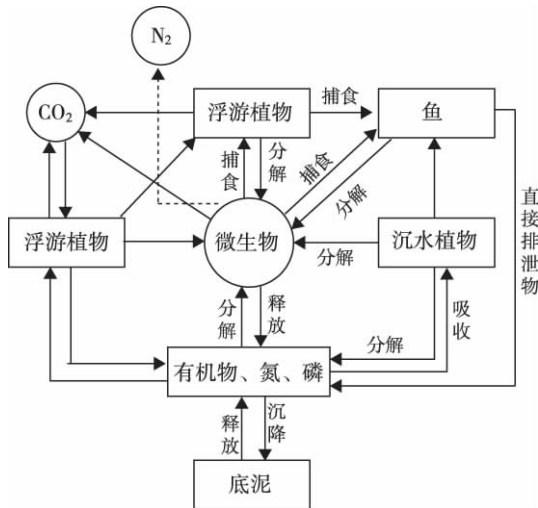 N₂
CO₂
浮游植物
捕食
鱼
捕食
分解
捕食
分解
直接排泄物
浮游植物
微生物
分解
沉水植物
分解
释放
分解
吸收
有机物、氮、磷
释放
沉降
底泥